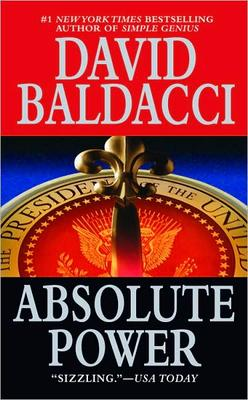 #1 NEW YORK TIMES BESTSELLING
AUTHOR OF SIMPLE GENIUS
DAVID
BALDACCI
THE PRESIDE
OF THE UNITED
ABSOLUTE
POWER
"SIZZLING."—USA TODAY